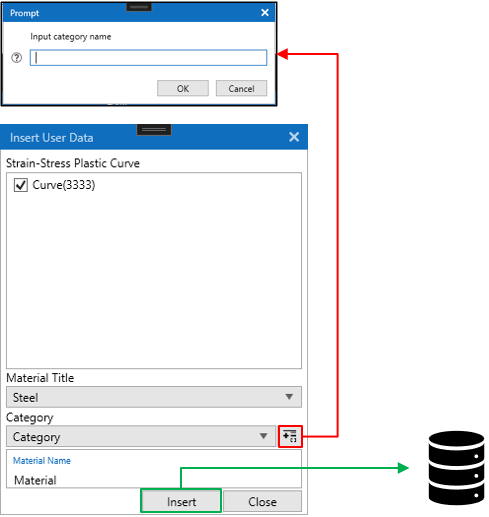 Prompt
Input category name
OK
Cancel
Insert User Data
Strain-Stress Plastic Curve
Curve(3333)
Material Title
Steel
Category
Category
Material Name
Material
Insert
Close